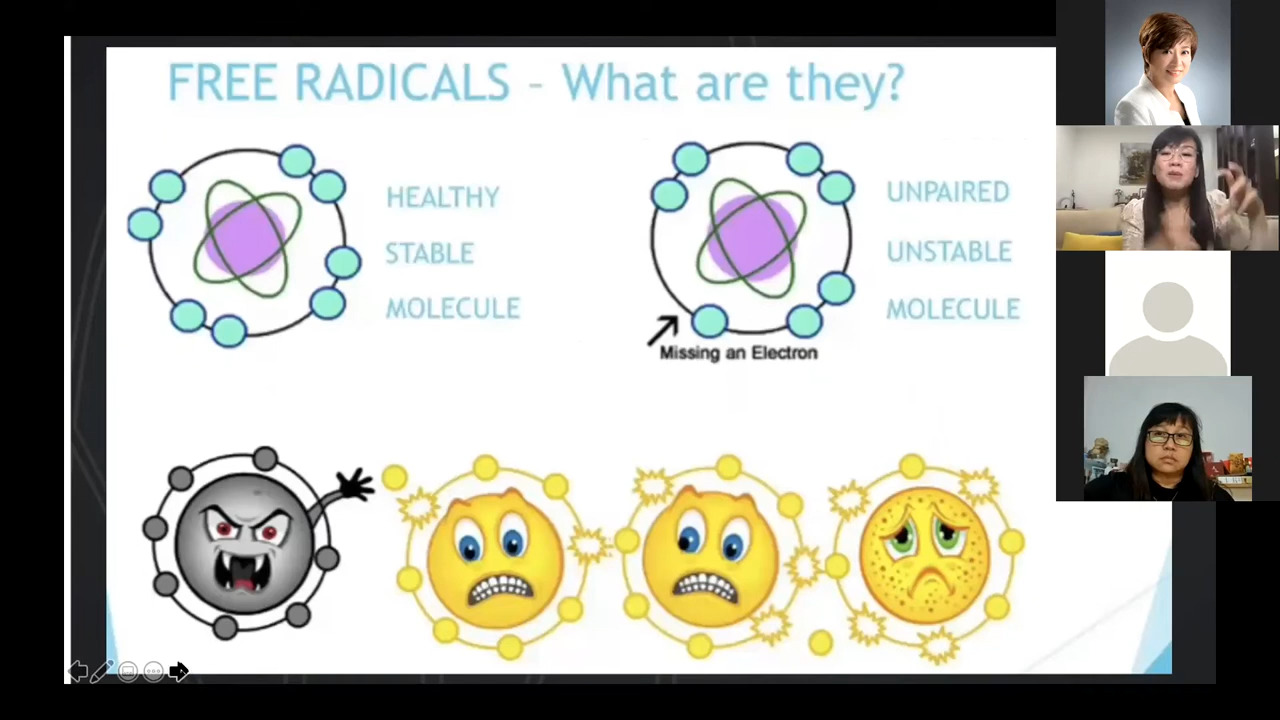 FREE RADICALS - What are they?
HEALTHY
STABLE
MOLECULE
UNPAIRED
UNSTABLE
MOLECULE
Missing an Electron